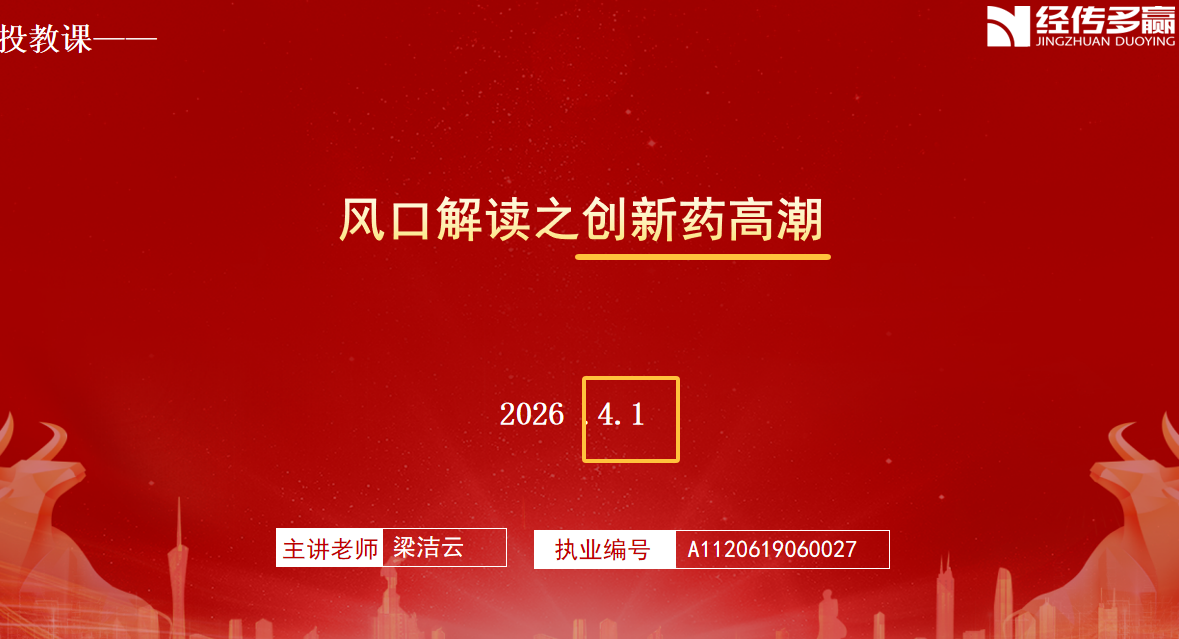 投教课——
经传多赢
JINGZHUAN DUOYING
风口解读之创新药高潮
2026 .4.1
主讲老师 梁洁云
执业编号 A1120619060027